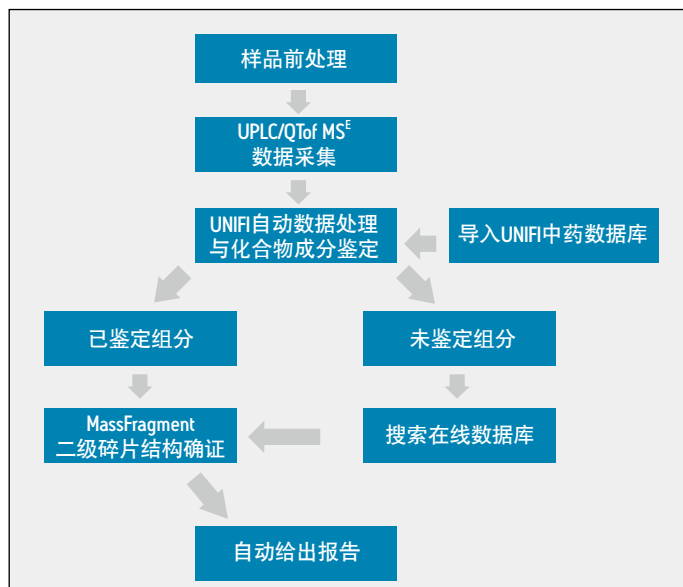 样品前处理
UPLC/QTof MSᴱ
数据采集
UNIFI自动数据处理
与化合物成分鉴定
导入UNIFI中药数据库
已鉴定组分
未鉴定组分
MassFragment
二级碎片结构确证
搜索在线数据库
自动给出报告